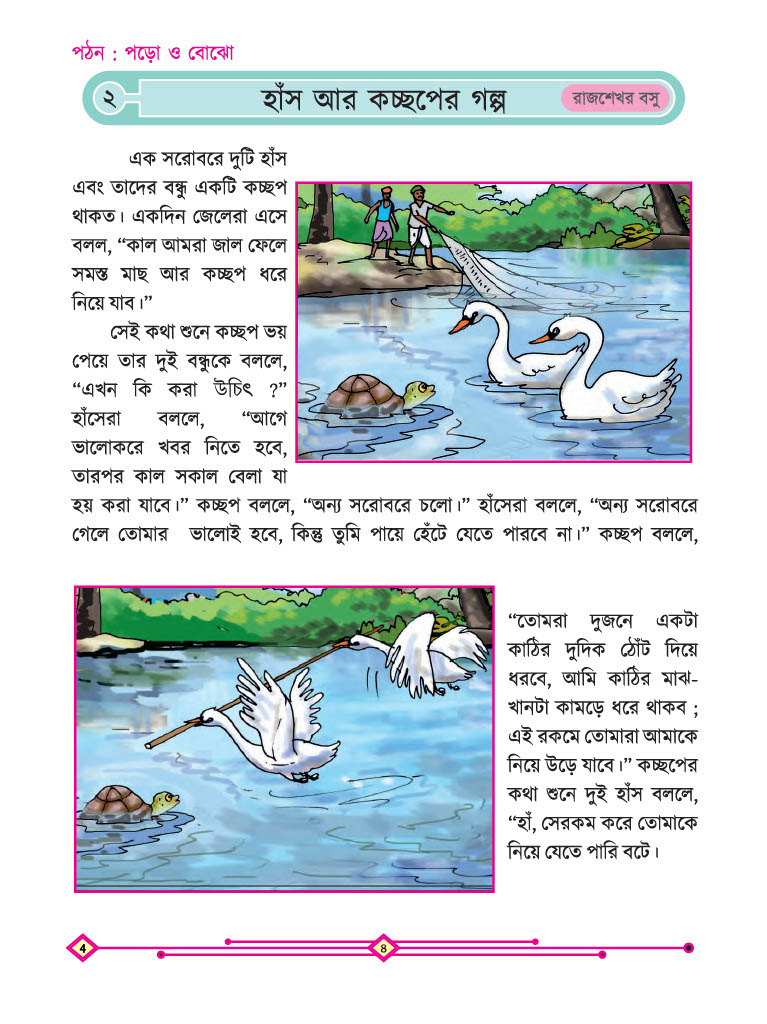 পঠন : পড়ো ও বোঝো
২
হাঁস আর কচ্ছপের গল্প
রাজশেখর বসু
এক সরোবরে দুটি হাঁস
এবং তাদের বন্ধু একটি কচ্ছপ
থাকত। একদিন জেলেরা এসে
বলল, “কাল আমরা জাল ফেলে
সমস্ত মাছ আর কচ্ছপ ধরে
নিয়ে যাব।”
সেই কথা শুনে কচ্ছপ ভয়
পেয়ে তার দুই বন্ধুকে বললে,
“এখন কি করা উচিৎ ?”
হাঁসেরা বললে, “আগে
ভালোকরে খবর নিতে হবে,
তারপর কাল সকাল বেলা যা
হয় করা যাবে।” কচ্ছপ বললে, “অন্য সরোবরে চলো।” হাঁসেরা বললে, “অন্য সরোবরে
গেলে তোমার ভালোই হবে, কিন্তু তুমি পায়ে হেঁটে যেতে পারবে না।” কচ্ছপ বললে,
“তোমরা দুজনে একটা
কাঠির দুদিক ঠোঁট দিয়ে
ধরবে, আমি কাঠির মাঝ-
খানটা কামড়ে ধরে থাকব ;
এই রকমে তোমারা আমাকে
নিয়ে উড়ে যাবে।” কচ্ছপের
কথা শুনে দুই হাঁস বললে,
“হাঁ, সেরকম করে তোমাকে
নিয়ে যেতে পারি বটে।
4
৪